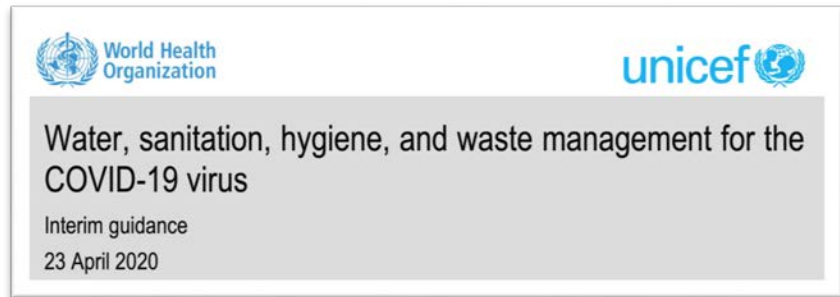 World Health
Organization
unicef
Water, sanitation, hygiene, and waste management for the
COVID-19 virus
Interim guidance
23 April 2020